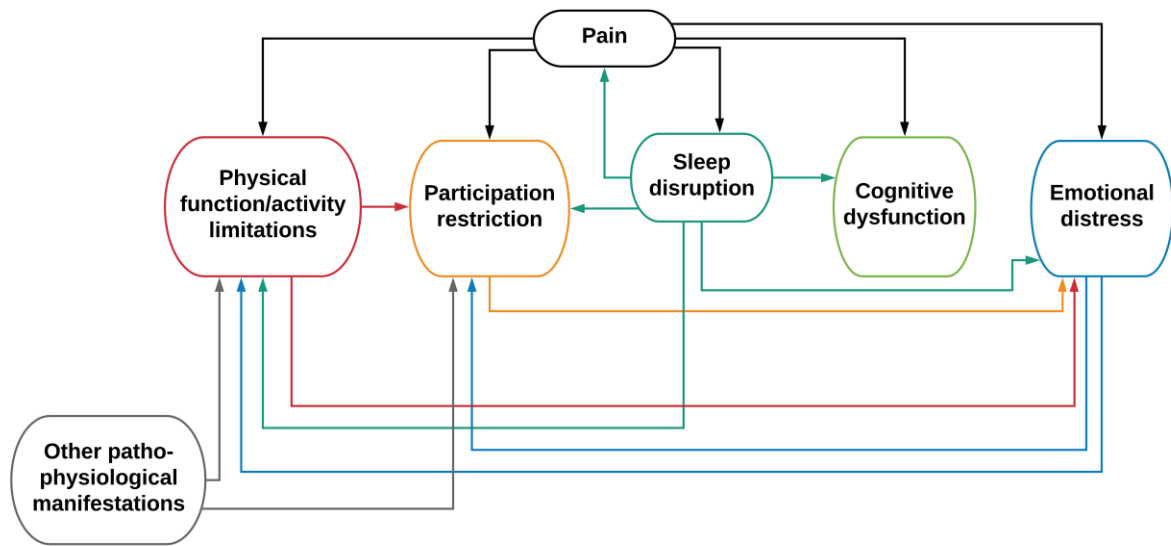 Pain
Physical
function/activity
limitations
Participation
restriction
Sleep
disruption
Cognitive
dysfunction
Emotional
distress
Other patho-
physiological
manifestations